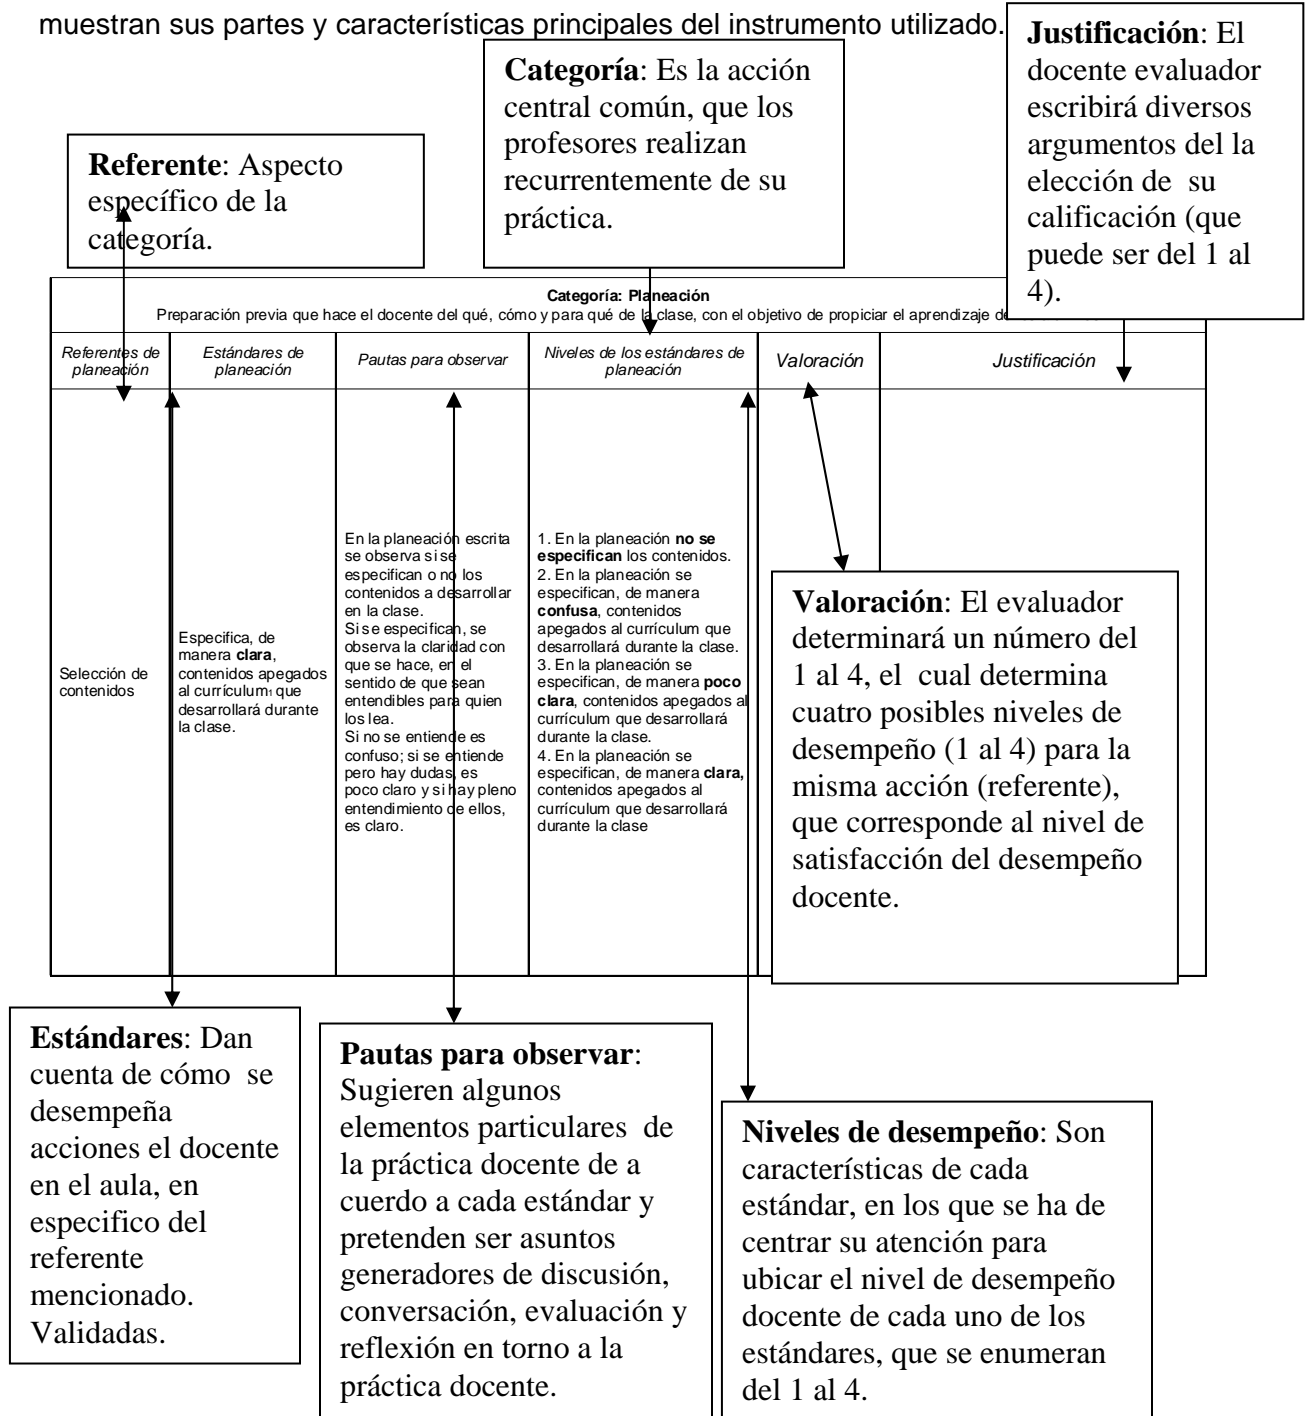 muestran sus partes y características principales del instrumento utilizado.
Justificación: El
docente evaluador
escribirá diversos
argumentos del la
elección de su
calificación (que
puede ser del 1 al
4).
Categoría: Es la acción
central común, que los
profesores realizan
recurrentemente de su
práctica.
Referente: Aspecto
específico de la
categoría.
Categoría: Planeación
Preparación previa que hace el docente del qué, cómo y para qué de la clase, con el objetivo de propiciar el aprendizaje
Referentes de
planeación
Estándares de
planeación
Pautas para observar
Niveles de los estándares de
planeación
Valoración
Justificación
Selección de
contenidos
Especifica, de
manera clara,
contenidos apegados
al currículum1 que
desarrollará durante
la clase.
En la planeación escrita
se observa si se
especifican o no los
contenidos a desarrollar
en la clase.
Si se especifican, se
observa la claridad con
que se hace, en el
sentido de que sean
entendibles para quien
los lea.
Si no se entiende es
confuso; si se entiende
pero hay dudas, es
poco claro y si hay pleno
entendimiento de ellos,
es claro.
1. En la planeación no se
especifican los contenidos.
2. En la planeación se
especifican, de manera
confusa, contenidos
apegados al currículum que
desarrollará durante la clase.
3. En la planeación se
especifican, de manera poco
clara, contenidos apegados al
currículum que desarrollará
durante la clase.
4. En la planeación se
especifican, de manera clara,
contenidos apegados al
currículum que desarrollará
durante la clase
Valoración: El evaluador
determinará un número del
1 al 4, el cual determina
cuatro posibles niveles de
desempeño (1 al 4) para la
misma acción (referente),
que corresponde al nivel de
satisfacción del desempeño
docente.
Estándares: Dan
cuenta de cómo se
desempeña
acciones el docente
en el aula, en
especifico del
referente
mencionado.
Validadas.
Pautas para observar:
Sugieren algunos
elementos particulares de
la práctica docente de a
cuerdo a cada estándar y
pretenden ser asuntos
generadores de discusión,
conversación, evaluación y
reflexión en torno a la
práctica docente.
Niveles de desempeño: Son
características de cada
estándar, en los que se ha de
centrar su atención para
ubicar el nivel de desempeño
docente de cada uno de los
estándares, que se enumeran
del 1 al 4.